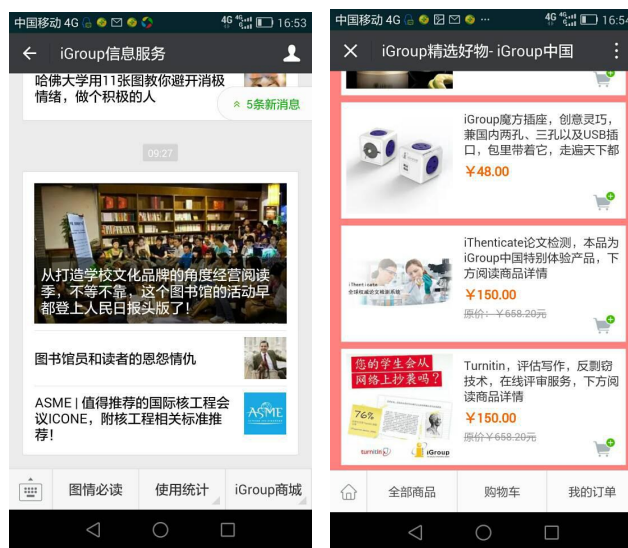 中国移动 4G
4G 4G 16:53
iGroup信息服务
哈佛大学用11张图教你避开消极
情绪，做个积极的人
5条新消息
09:27
从打造学校文化品牌的角度经营阅读
季，不等不靠，这个图书馆的活动早
都登上人民日报头版了！
图书馆员和读者的恩怨情仇
ASME | 值得推荐的国际核工程会
议ICONE，附核工程相关标准推
荐！
ASME
图情必读
使用统计
iGroup商城
中国移动 4G
4G 4G 16:54
iGroup精选好物- iGroup中国
iGroup魔方插座，创意灵巧，
兼国内两孔、三孔以及USB插
口，包里带着它，走遍天下都
￥48.00
iThenticate
全球权威论文检测系统
iThenticate论文检测，本品为
iGroup中国特别体验产品，下
方阅读商品详情
￥150.00
原价：￥658.20元
您的学生会从
网络上抄袭吗？
76%
turnitin
iGroup
Turnitin，评估写作，反剽窃
技术，在线评审服务，下方阅
读商品详情
￥150.00
原价￥658.20元
全部商品
购物车
我的订单